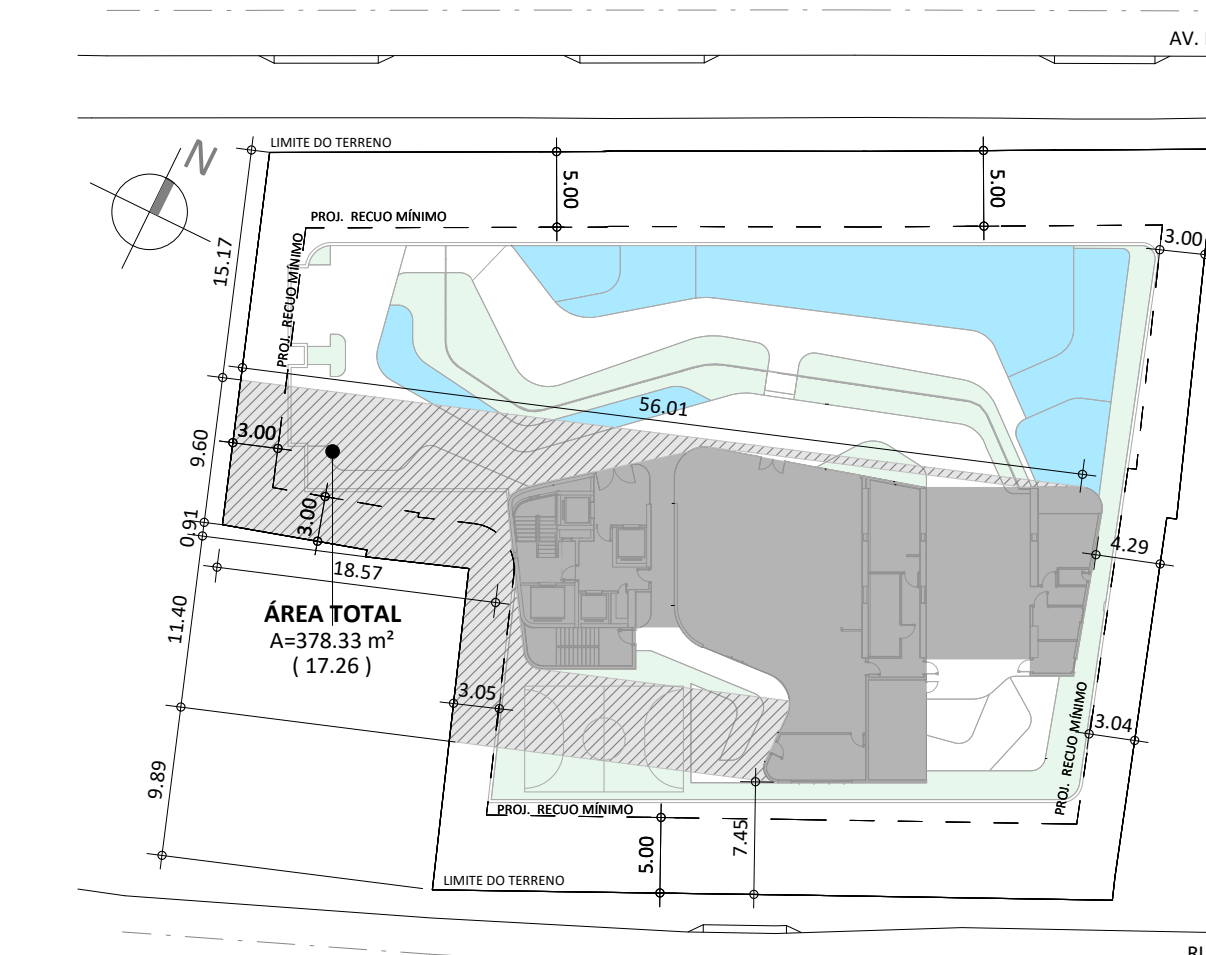 AV.
LIMITE DO TERRENO
N
5.00
5.00
PROJ. RECUO MÍNIMO
3.00
15.17
PROJ. RECUO MÍNIMO
56.01
3.00
9.60
3.00
0.91
4.29
18.57
ÁREA TOTAL
A=378.33 m²
( 17.26 )
11.40
3.05
PROJ. RECUO MÍNIMO
3.04
9.89
PROJ. RECUO MÍNIMO
5.00
7.45
LIMITE DO TERRENO